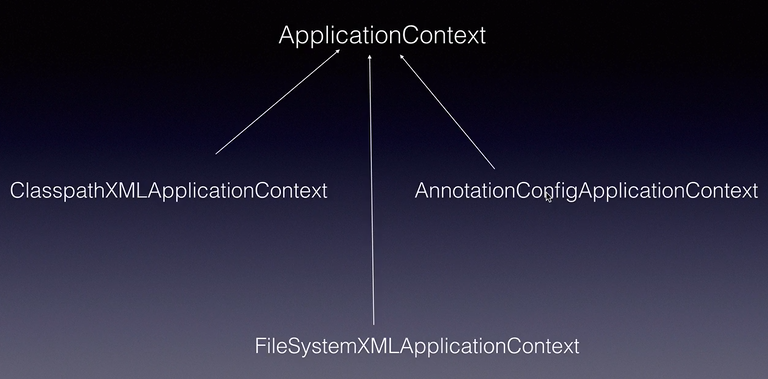 ApplicationContext
ClasspathXMLApplicationContext
AnnotationConfigApplicationContext
FileSystemXMLApplicationContext